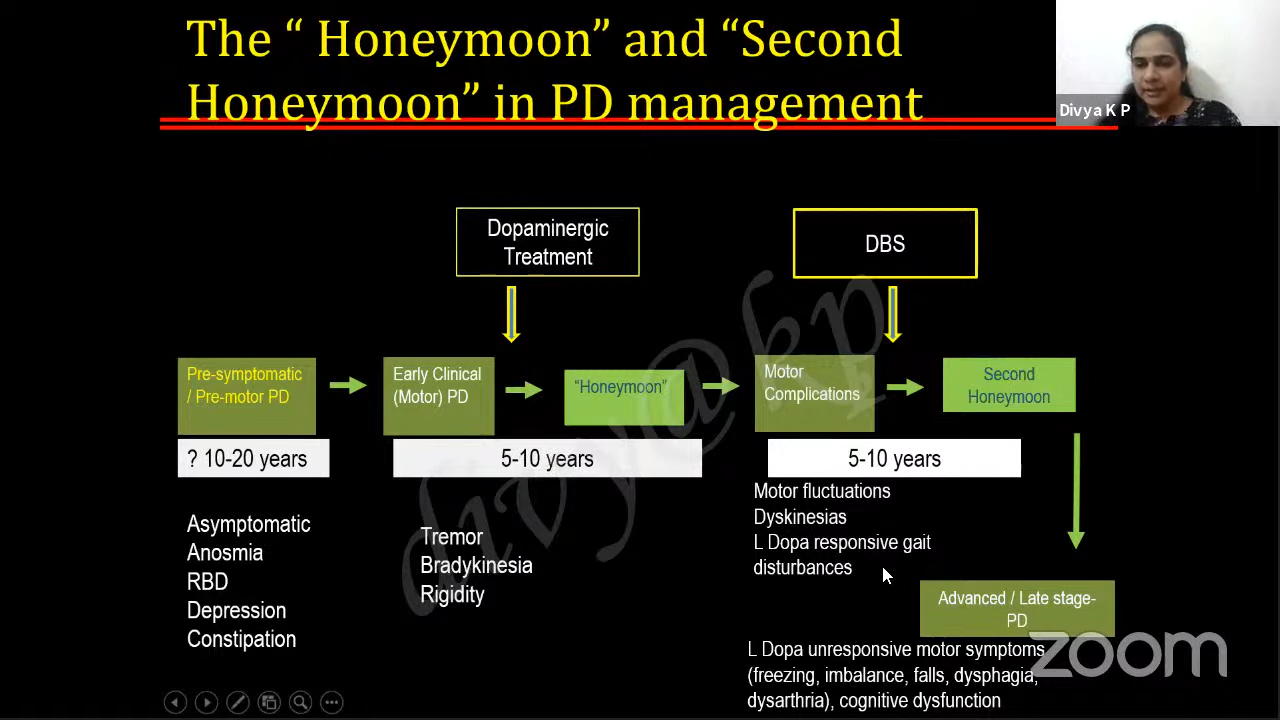 The “ Honeymoon” and “Second
Honeymoon” in PD management
Divya K P
Dopaminergic
Treatment
DBS
Pre-symptomatic
/ Pre-motor PD
Early Clinical
(Motor) PD
“Honeymoon”
Motor
Complications
Second
Honeymoon
? 10-20 years
5-10 years
5-10 years
Asymptomatic
Anosmia
RBD
Depression
Constipation
Tremor
Bradykinesia
Rigidity
Motor fluctuations
Dyskinesias
L Dopa responsive gait
disturbances
Advanced / Late stage-
PD
L Dopa unresponsive motor symptoms
(freezing, imbalance, falls, dysphagia,
dysarthria), cognitive dysfunction
divy@kp
zoom